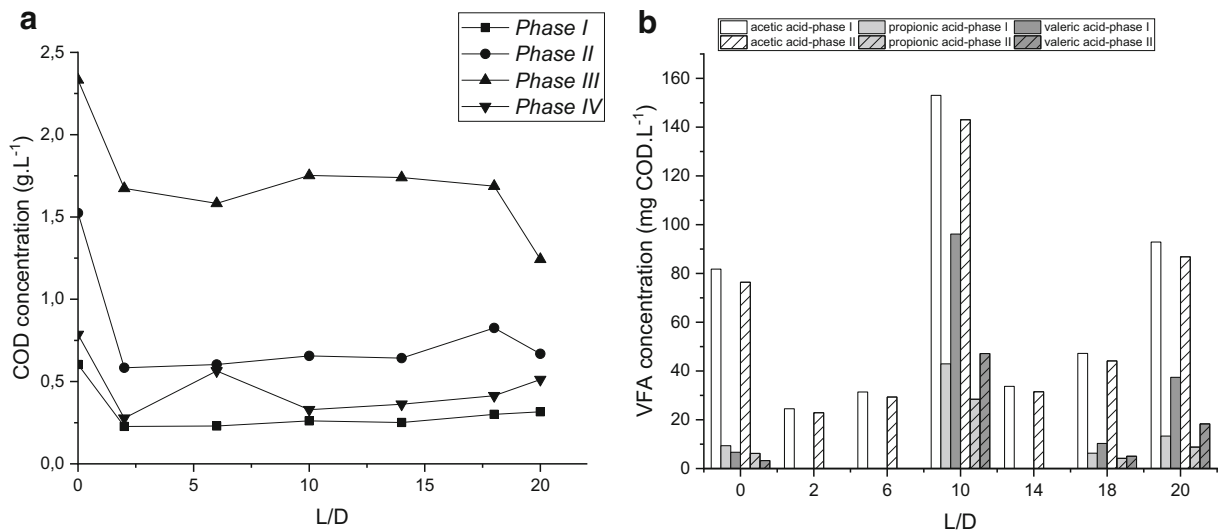 a
Phase I
Phase II
Phase III
Phase IV
2,5
2,0
1,5
1,0
0,5
0,0
COD concentration (g.L⁻¹)
0 5 10 15 20
L/D
b
acetic acid-phase I propionic acid-phase I valeric acid-phase I
acetic acid-phase II propionic acid-phase II valeric acid-phase II
160
140
120
100
80
60
40
20
0
VFA concentration (mg COD.L⁻¹)
0 2 6 10 14 18 20
L/D